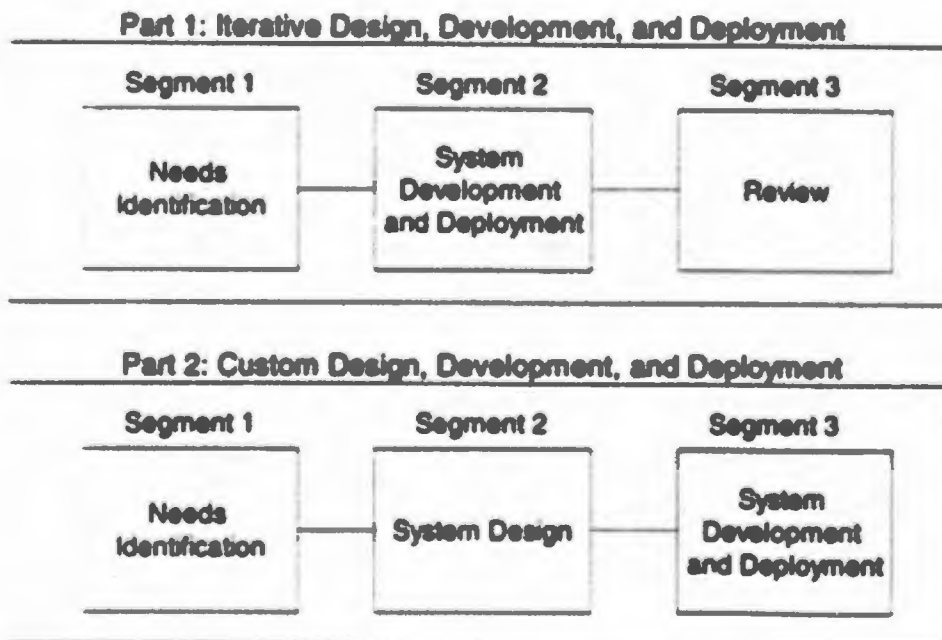 Part 1: Iterative Design, Development, and Deployment
Segment 1
Segment 2
Segment 3
Needs
Identification
System
Development
and Deployment
Review
Part 2: Custom Design, Development, and Deployment
Segment 1
Segment 2
Segment 3
Needs
Identification
System Design
System
Development
and Deployment